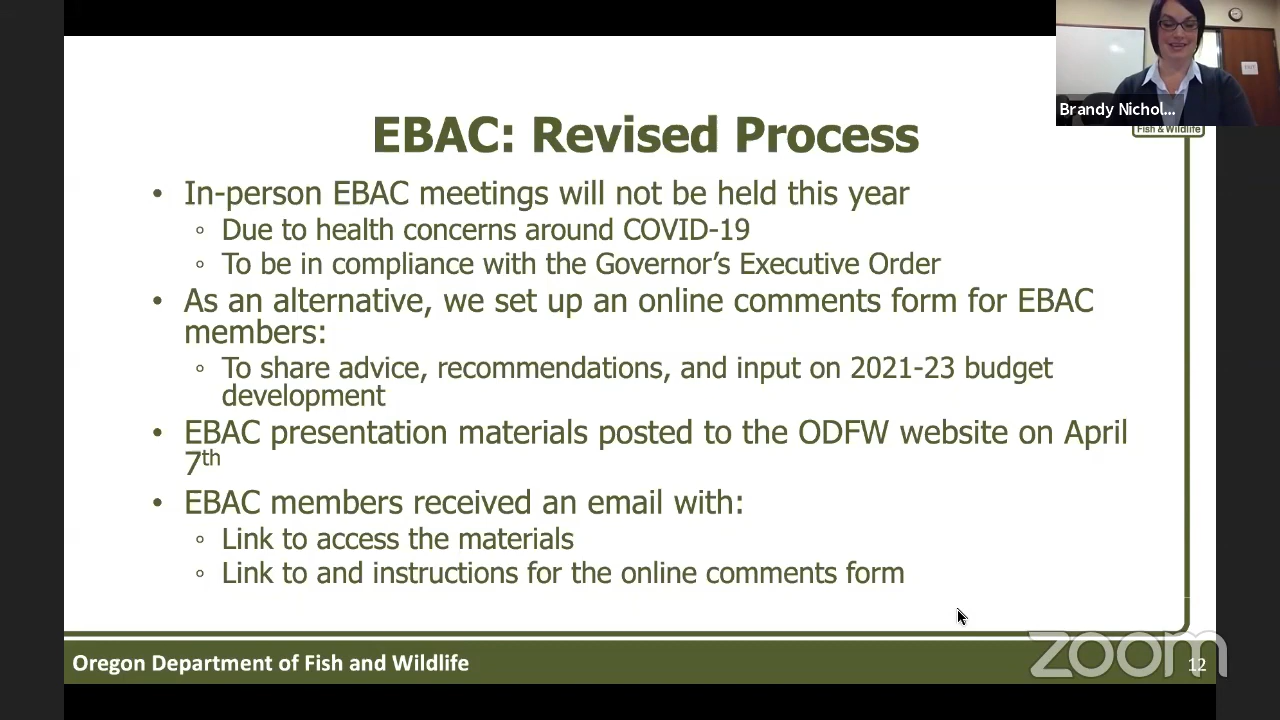 Brandy Nichol...
Fish & Wildlife
EBAC: Revised Process
• In-person EBAC meetings will not be held this year
◦ Due to health concerns around COVID-19
◦ To be in compliance with the Governor's Executive Order
• As an alternative, we set up an online comments form for EBAC
members:
◦ To share advice, recommendations, and input on 2021-23 budget
development
• EBAC presentation materials posted to the ODFW website on April
7th
• EBAC members received an email with:
◦ Link to access the materials
◦ Link to and instructions for the online comments form
Oregon Department of Fish and Wildlife
zoom
12